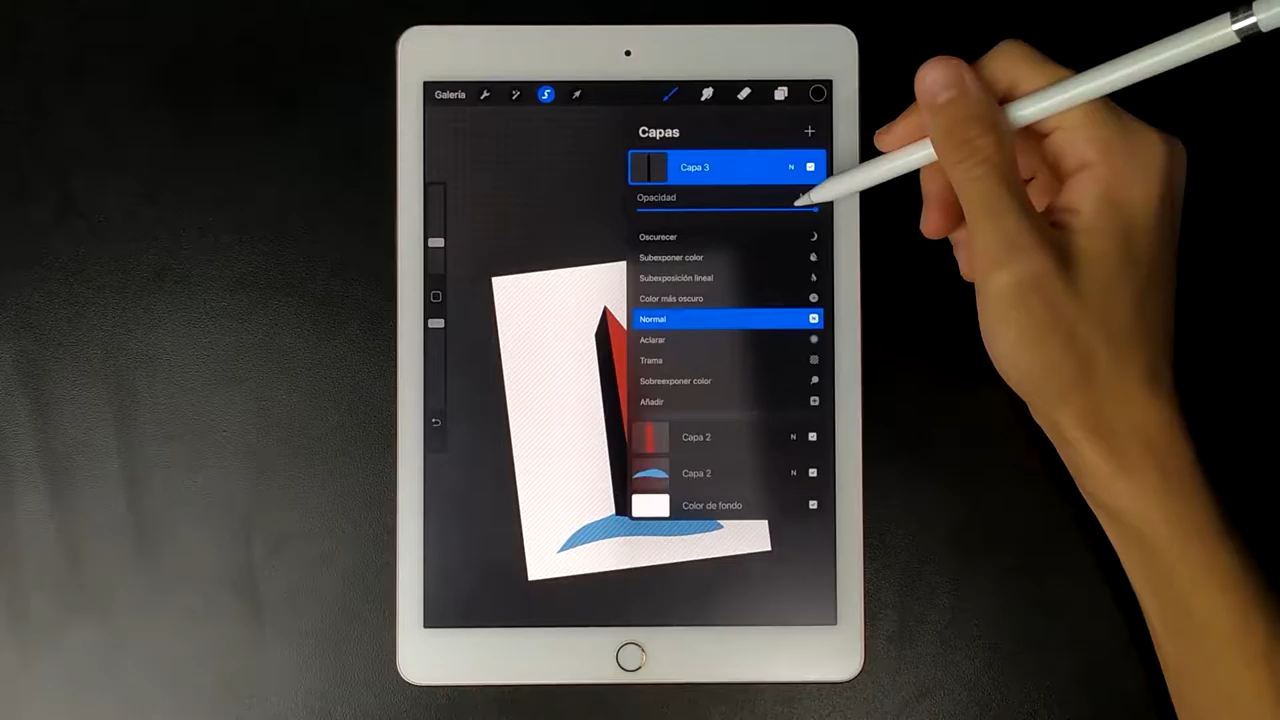 Galería
Capas
Capa 3 N
Opacidad
Oscurecer
Subexponer color
Subexposición lineal
Color más oscuro
Normal N
Aclarar
Trama
Sobreexponer color
Añadir
Capa 2 N
Capa 2 N
Color de fondo